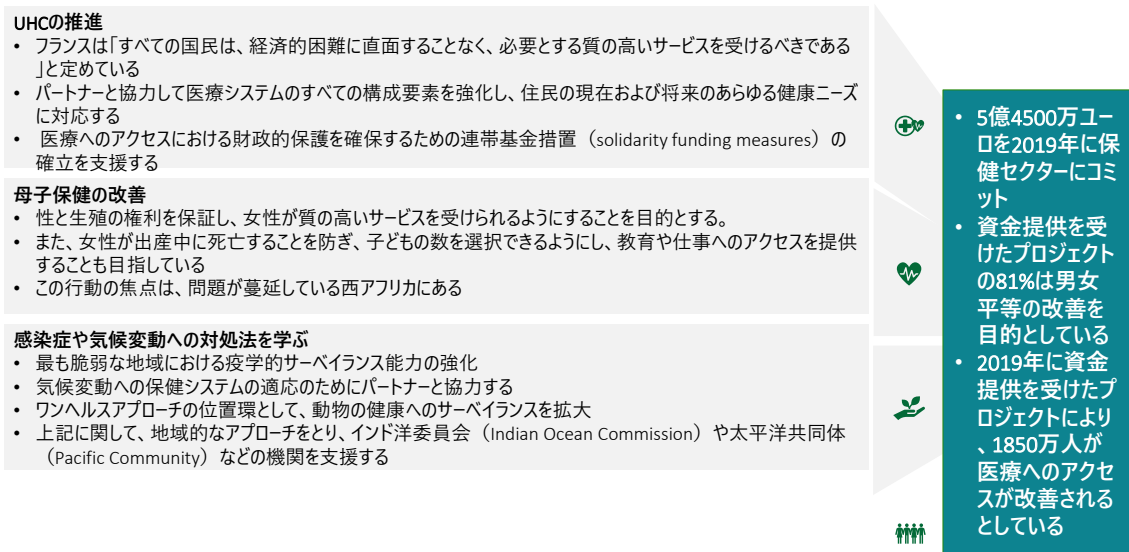 UHCの推進
• フランスは「すべての国民は、経済的困難に直面することなく、必要とする質の高いサービスを受けるべきである
」と定めている
• パートナーと協力して医療システムのすべての構成要素を強化し、住民の現在および将来のあらゆる健康ニーズ
に対応する
• 医療へのアクセスにおける財政的保護を確保するための連帯基金措置（solidarity funding measures）の
確立を支援する
母子保健の改善
• 性と生殖の権利を保証し、女性が質の高いサービスを受けられるようにすることを目的とする。
• また、女性が出産中に死亡することを防ぎ、子どもの数を選択できるようにし、教育や仕事へのアクセスを提供
することも目指している
• この行動の焦点は、問題が蔓延している西アフリカにある
感染症や気候変動への対処法を学ぶ
• 最も脆弱な地域における疫学的サーベイランス能力の強化
• 気候変動への保健システムの適応のためにパートナーと協力する
• ワンヘルスアプローチの位置環として、動物の健康へのサーベイランスを拡大
• 上記に関して、地域的なアプローチをとり、インド洋委員会（Indian Ocean Commission）や太平洋共同体
（Pacific Community）などの機関を支援する
• 5億4500万ユー
ロを2019年に保
健セクターにコミ
ット
• 資金提供を受
けたプロジェクト
の81%は男女
平等の改善を
目的としている
• 2019年に資金
提供を受けたプ
ロジェクトにより
、1850万人が
医療へのアクセ
スが改善される
としている